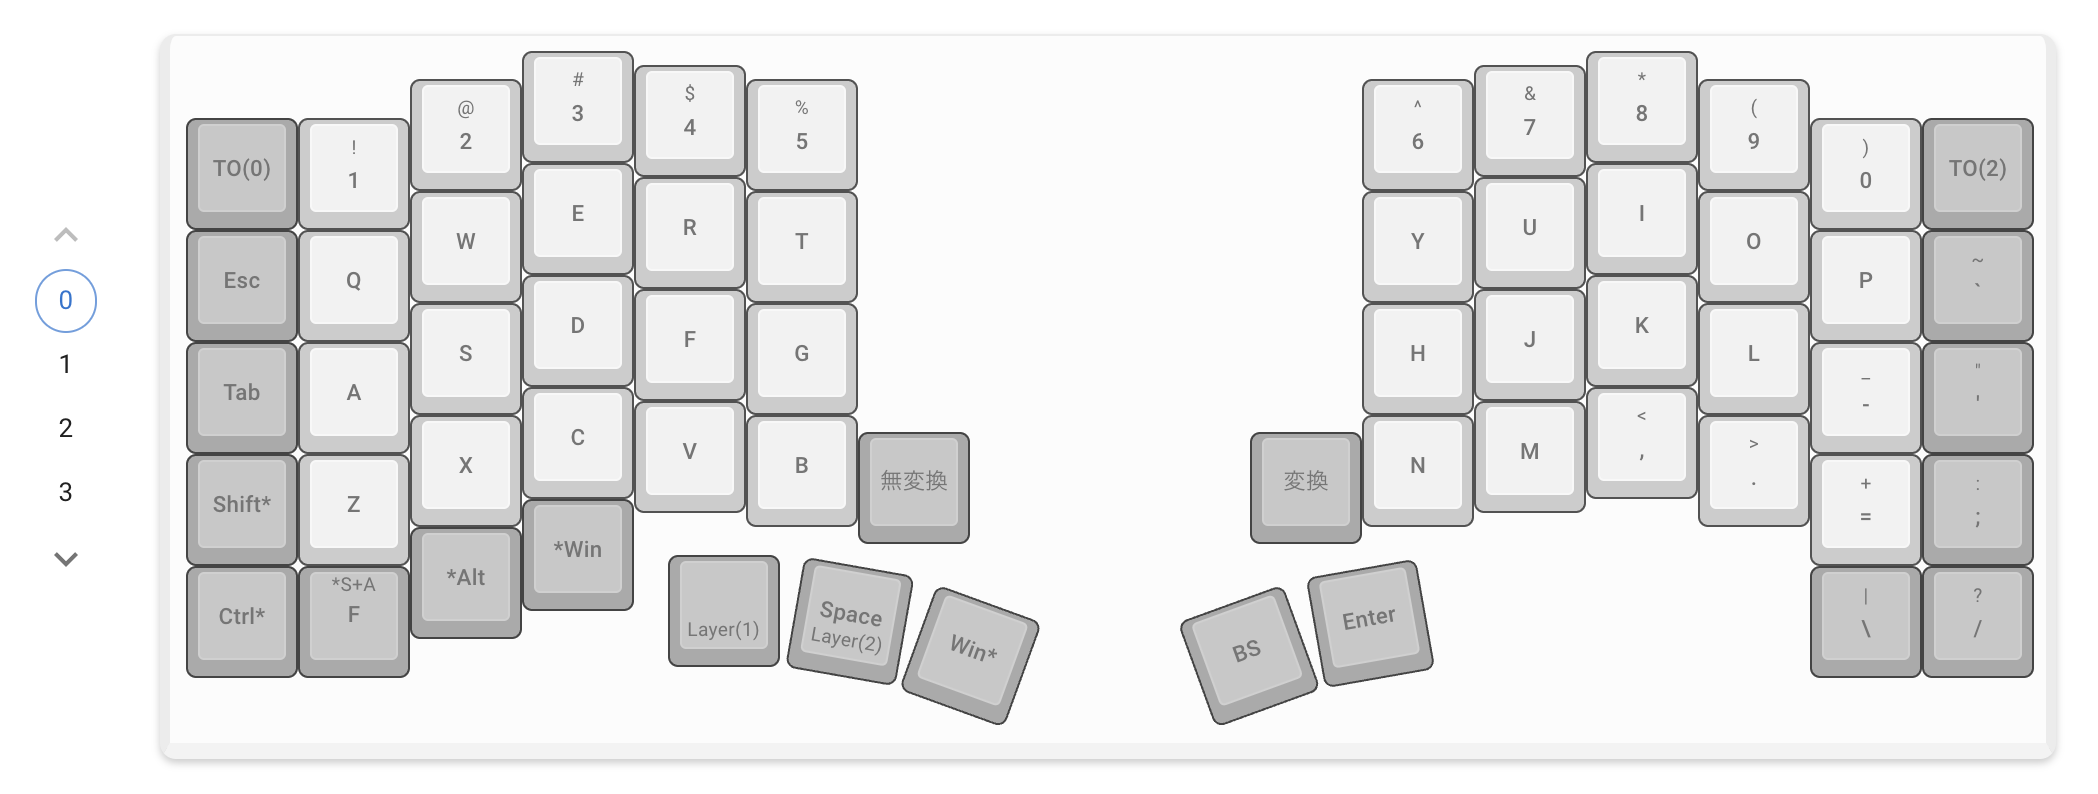 0
1
2
3
TO(0)
!
1
@
2
#
3
$
4
%
5
^
6
&
7
*
8
(
9
)
0
TO(2)
Esc
Q
W
E
R
T
Y
U
I
O
P
~
`
Tab
A
S
D
F
G
H
J
K
L
_
-
"
'
Shift*
Z
X
C
V
B
無変換
変換
N
M
<
,
>
.
+
=
:
;
Ctrl*
*S+A
F
*Alt
*Win
Layer(1)
Space
Layer(2)
Win*
BS
Enter
|
\
?
/